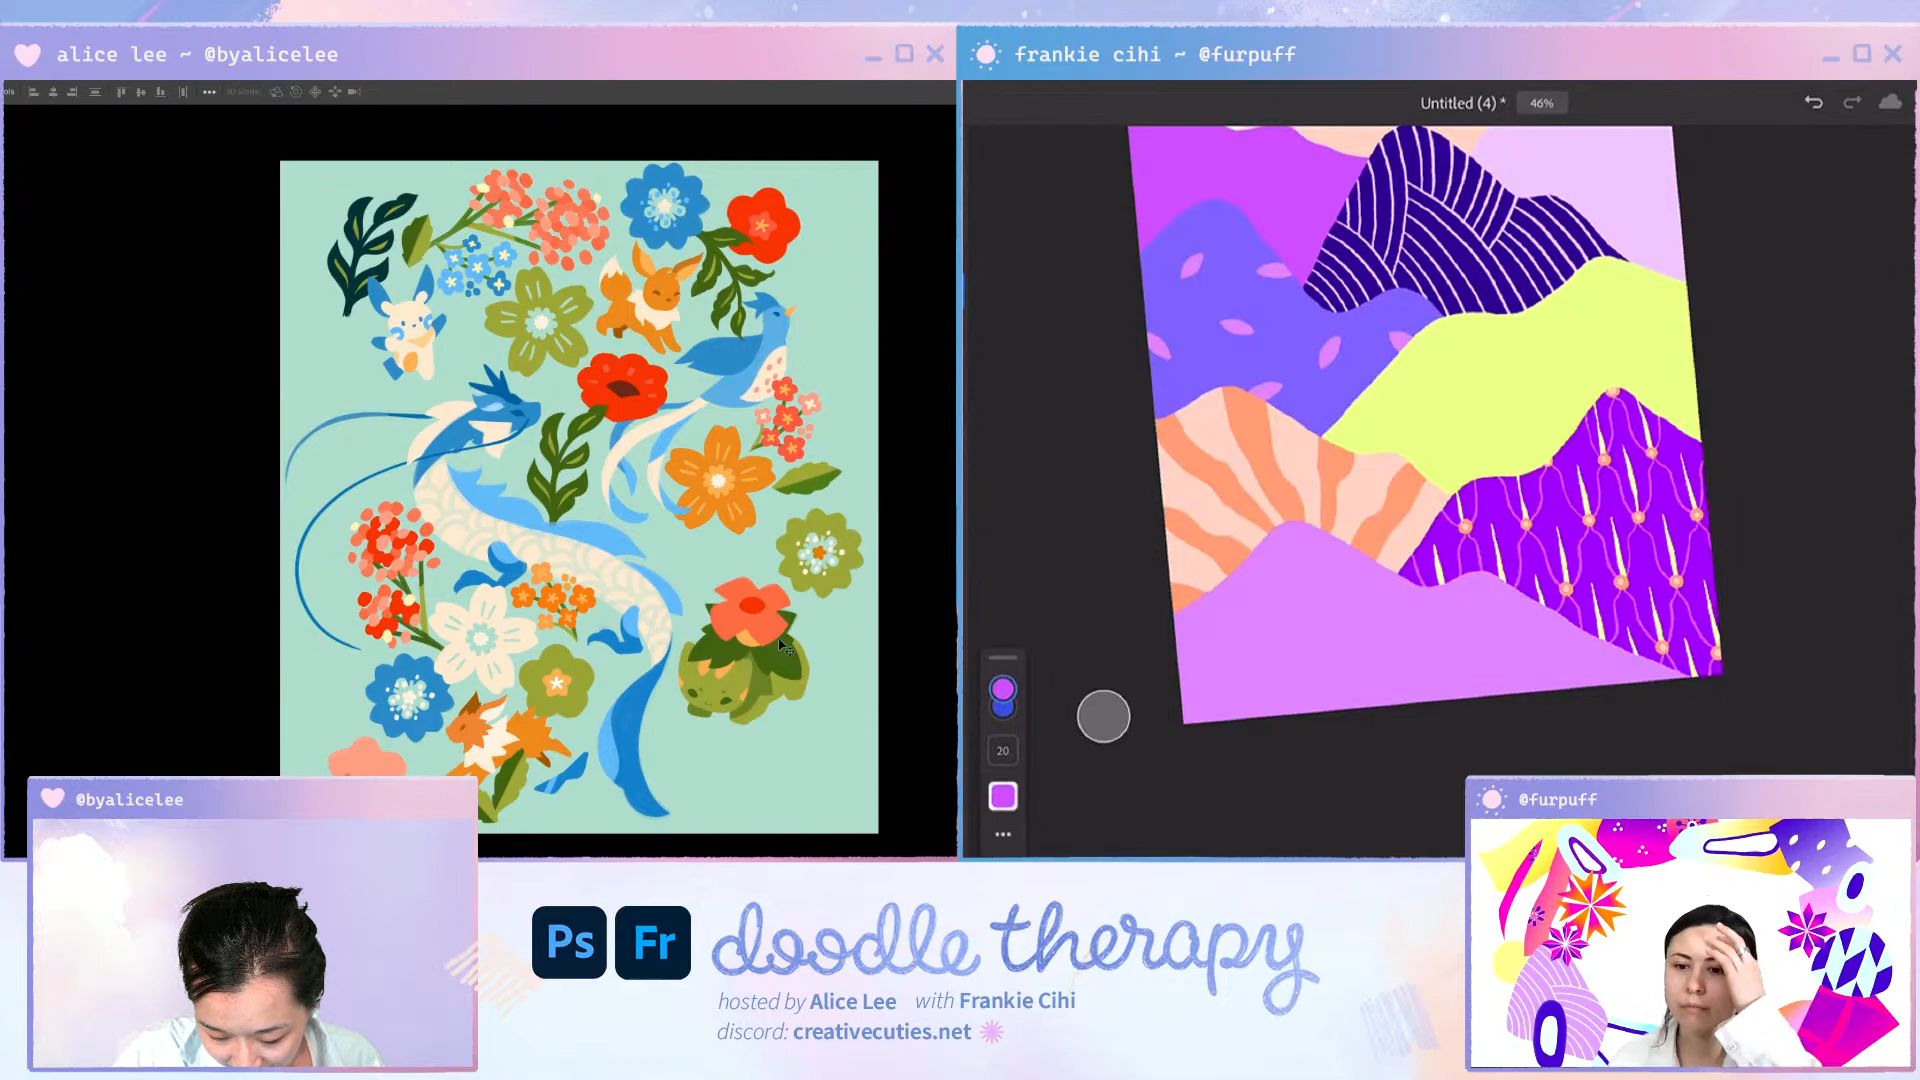 alice lee ~ @byalicelee
frankie cihi ~ @furpuff
Untitled (4) *
46%
20
@byalicelee
@furpuff
Ps
Fr
doodle therapy
hosted by Alice Lee with Frankie Cihi
discord: creativecuties.net